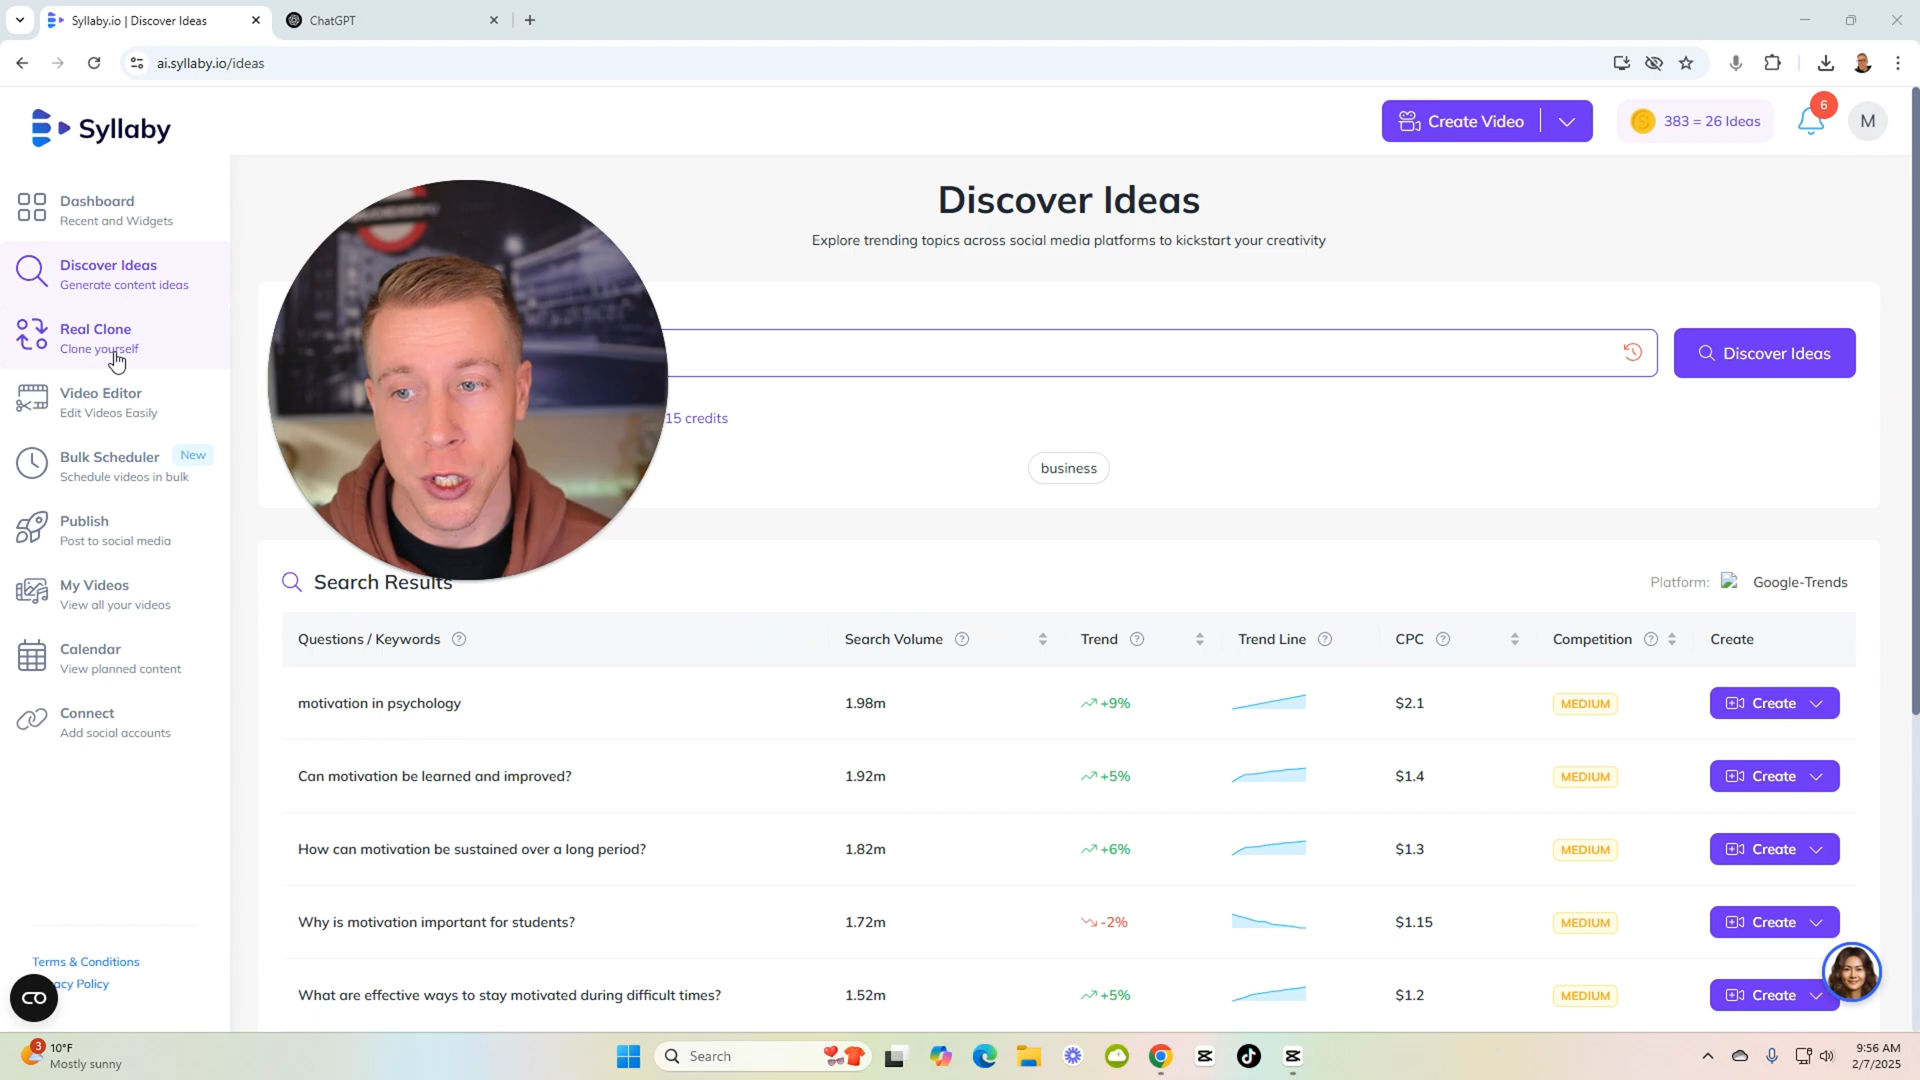 Syllaby.io | Discover Ideas
ChatGPT
ai.syllaby.io/ideas
Syllaby
Create Video
383 = 26 Ideas
6
M
Dashboard
Recent and Widgets
Discover Ideas
Generate content ideas
Real Clone
Clone yourself
Video Editor
Edit Videos Easily
Bulk Scheduler New
Schedule videos in bulk
Publish
Post to social media
My Videos
View all your videos
Calendar
View planned content
Connect
Add social accounts
Terms & Conditions
acy Policy
Discover Ideas
Explore trending topics across social media platforms to kickstart your creativity
Discover Ideas
15 credits
business
Search Results
Platform: Google-Trends
Questions / Keywords Search Volume Trend Trend Line CPC Competition Create
motivation in psychology 1.98m +9% $2.1 MEDIUM Create
Can motivation be learned and improved? 1.92m +5% $1.4 MEDIUM Create
How can motivation be sustained over a long period? 1.82m +6% $1.3 MEDIUM Create
Why is motivation important for students? 1.72m -2% $1.15 MEDIUM Create
What are effective ways to stay motivated during difficult times? 1.52m +5% $1.2 MEDIUM Create
3
10°F
Mostly sunny
Search
9:56 AM
2/7/2025